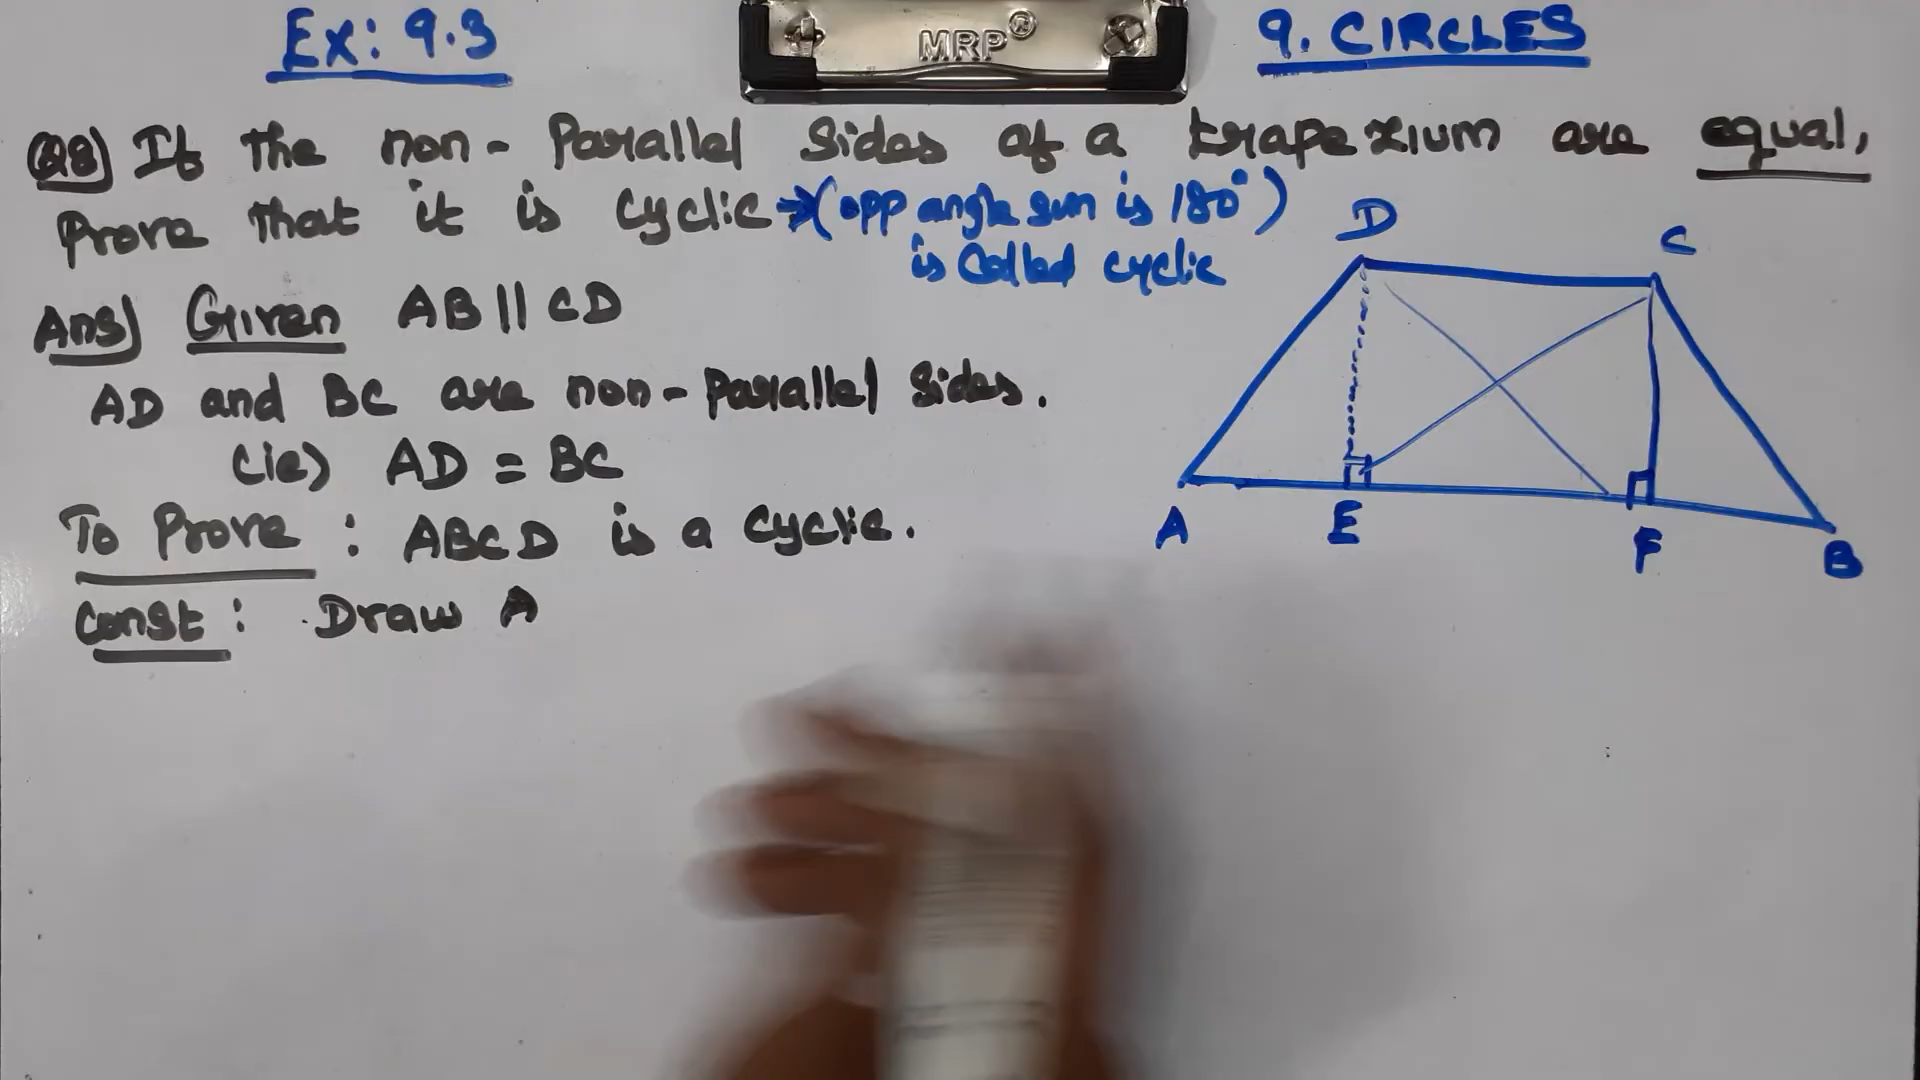 Ex: 9.3
MRP®
9. CIRCLES
Q8) If the non-Parallel Sides of a trapezium are equal,
Prove that it is cyclic → (opp angle sum is 180°)
is Called cyclic
Ans) Given AB || CD
AD and BC are non-Parallel Sides.
(ie) AD = BC
To Prove : ABCD is a cyclic.
Const : Draw A
D
C
A
E
F
B